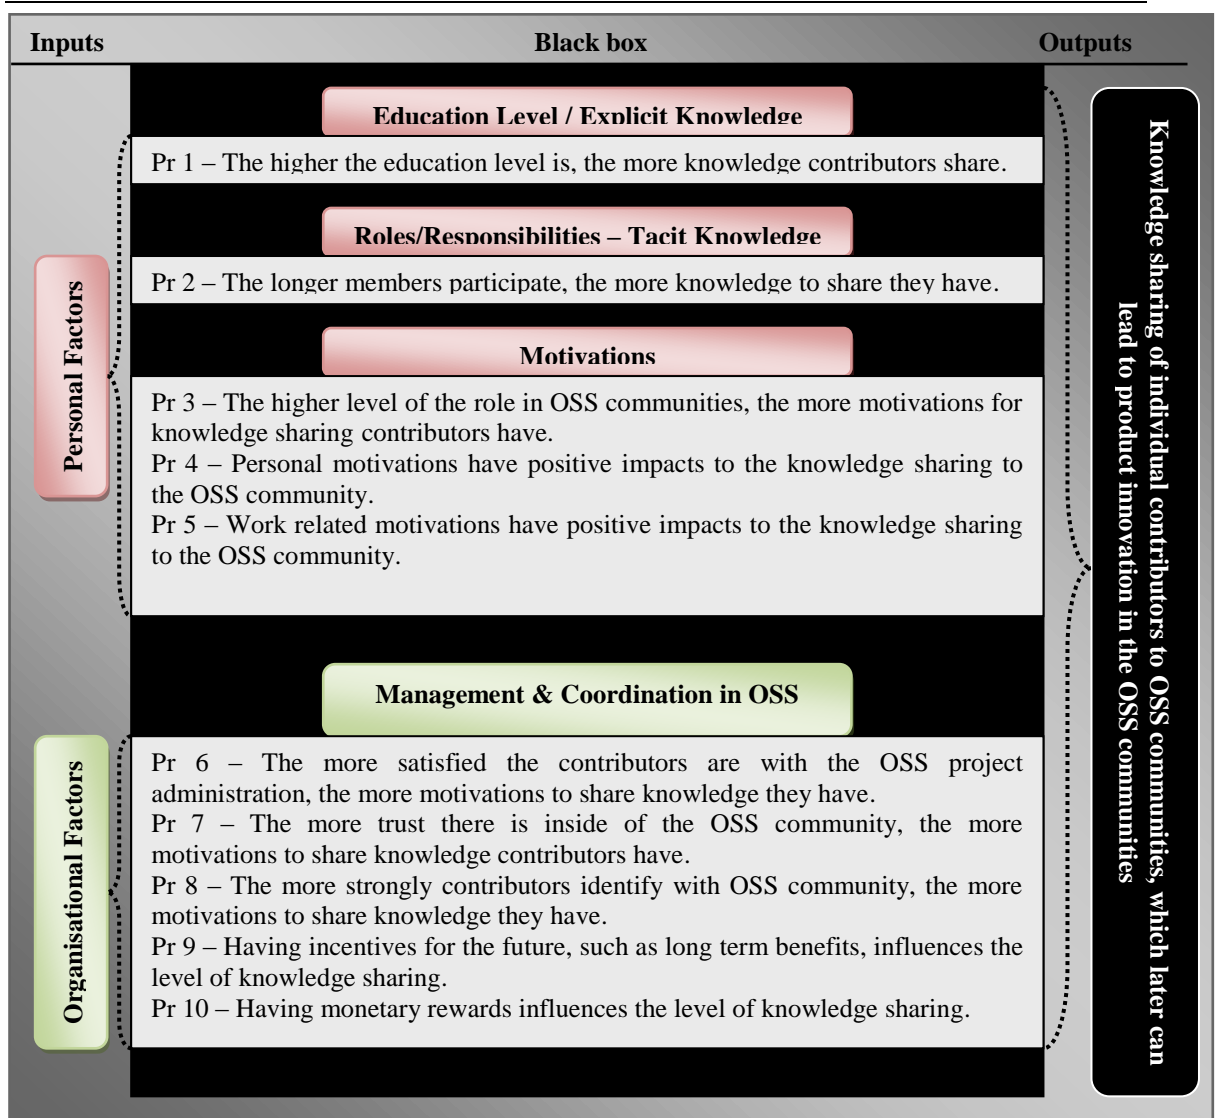 Inputs Black box Outputs
Education Level / Explicit Knowledge
Pr 1 – The higher the education level is, the more knowledge contributors share.
Roles/Responsibilities – Tacit Knowledge
Pr 2 – The longer members participate, the more knowledge to share they have.
Motivations
Personal Factors
Pr 3 – The higher level of the role in OSS communities, the more motivations for
knowledge sharing contributors have.
Pr 4 – Personal motivations have positive impacts to the knowledge sharing to
the OSS community.
Pr 5 – Work related motivations have positive impacts to the knowledge sharing
to the OSS community.
Management & Coordination in OSS
Organisational Factors
Pr 6 – The more satisfied the contributors are with the OSS project
administration, the more motivations to share knowledge they have.
Pr 7 – The more trust there is inside of the OSS community, the more
motivations to share knowledge contributors have.
Pr 8 – The more strongly contributors identify with OSS community, the more
motivations to share knowledge they have.
Pr 9 – Having incentives for the future, such as long term benefits, influences the
level of knowledge sharing.
Pr 10 – Having monetary rewards influences the level of knowledge sharing.
Knowledge sharing of individual contributors to OSS communities, which later can
lead to product innovation in the OSS communities